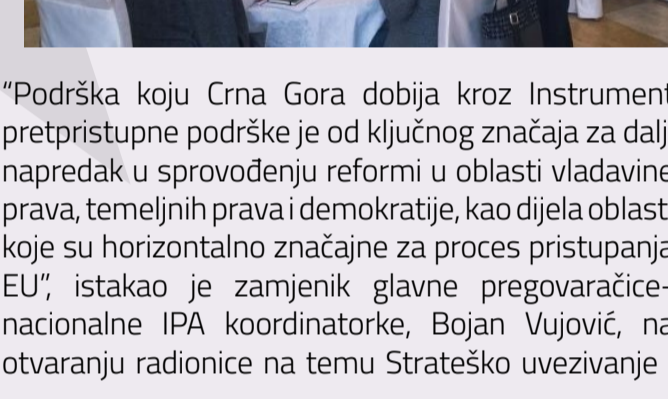 “Podrška koju Crna Gora dobija kroz Instrument
pretpristupne podrške je od ključnog značaja za dalj
napredak u sprovođenju reformi u oblasti vladavine
prava, temeljnih prava i demokratije, kao dijela oblast
koje su horizontalno značajne za proces pristupanja
EU”, istakao je zamjenik glavne pregovaračice-
nacionalne IPA koordinatorke, Bojan Vujović, na
otvaranju radionice na temu Strateško uvezivanje